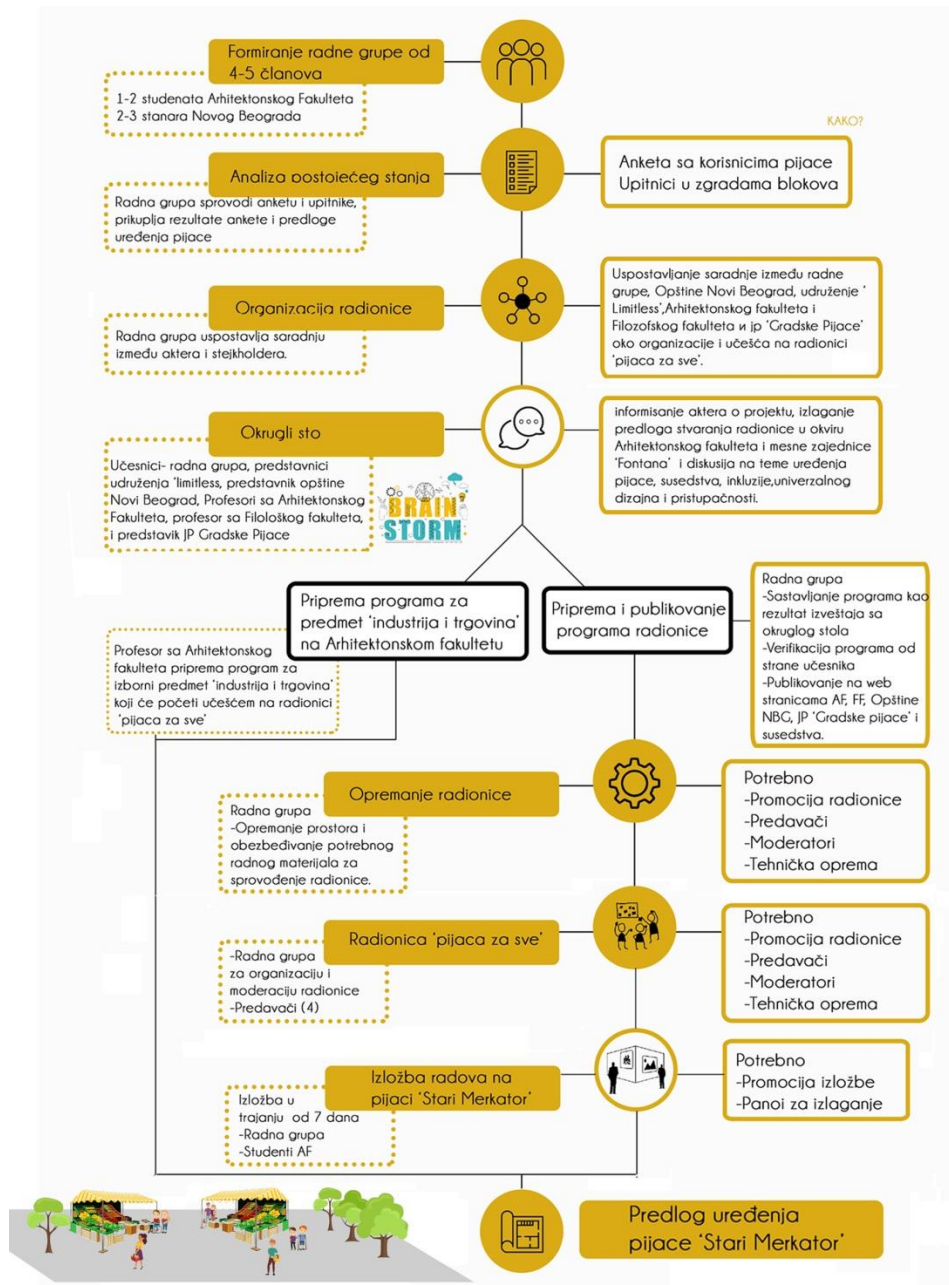 Formiranje radne grupe od
4-5 članova
1-2 studenata Arhitektonskog Fakulteta
2-3 stanara Novog Beograda
KAKO?
Analiza postojećeg stanja
Radna grupa sprovodi anketu i upitnike,
prikuplja rezultate ankete i predloge
uređenja pijace
Anketa sa korisnicima pijace
Upitnici u zgradama blokova
Organizacija radionice
Radna grupa uspostavlja saradnju
između aktera i stejkholdera.
Uspostavljanje saradnje između radne
grupe, Opštine Novi Beograd, udruženje '
Limitless',Arhitektonskog fakulteta i
Filozofskog fakulteta и jp 'Gradske Pijace'
oko organizacije i učešća na radionici
'pijaca za sve'.
Okrugli sto
Učesnici- radna grupa, predstavnici
udruženja 'limitless, predstavnik opštine
Novi Beograd, Profesori sa Arhitektonskog
Fakulteta, profesor sa Filološkog fakulteta,
i predstavik JP Gradske Pijace
BRAIN
STORM
informisanje aktera o projektu, izlaganje
predloga stvaranja radionice u okviru
Arhitektonskog fakulteta i mesne zajednice
'Fontana' i diskusija na teme uređenja
pijace, susedstva, inkluzije,univerzalnog
dizajna i pristupačnosti.
Priprema programa za
predmet 'industrija i trgovina'
na Arhitektonskom fakultetu
Profesor sa Arhitektonskog
fakulteta priprema program za
izborni predmet 'industrija i trgovina'
koji će početi učešćem na radionici
'pijaca za sve'
Priprema i publikovanje
programa radionice
Radna grupa
-Sastavljanje programa kao
rezultat izveštaja sa
okruglog stola
-Verifikacija programa od
strane učesnika
-Publikovanje na web
stranicama AF, FF, Opštine
NBG, JP 'Gradske pijace' i
susedstva.
Opremanje radionice
Radna grupa
-Opremanje prostora i
obezbeđivanje potrebnog
radnog materijala za
sprovođenje radionice.
Potrebno
-Promocija radionice
-Predavači
-Moderatori
-Tehnička oprema
Radionica 'pijaca za sve'
-Radna grupa
za organizaciju i
moderaciju radionice
-Predavači (4)
Potrebno
-Promocija radionice
-Predavači
-Moderatori
-Tehnička oprema
Izložba radova na
pijaci 'Stari Merkator'
Izložba u
trajanju od 7 dana
-Radna grupa
-Studenti AF
Potrebno
-Promocija izložbe
-Panoi za izlaganje
Predlog uređenja
pijace 'Stari Merkator'